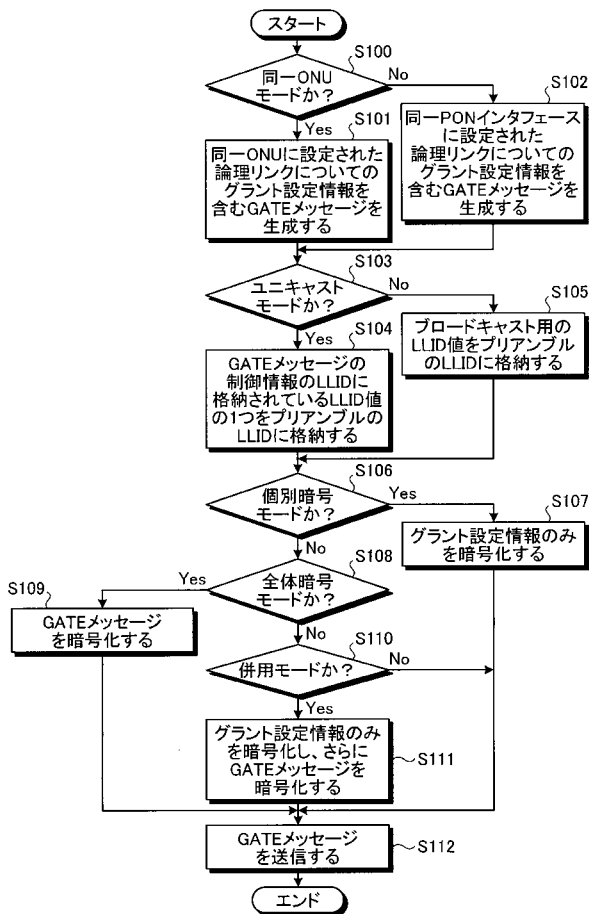 スタート
S100
同一ONU
モードか？
No
Yes
S102
同一PONインタフェース
に設定された
論理リンクについての
グラント設定情報を
含むGATEメッセージを
生成する
S101
同一ONUに設定された
論理リンクについての
グラント設定情報を
含むGATEメッセージを
生成する
S103
ユニキャスト
モードか？
No
Yes
S105
ブロードキャスト用の
LLID値をプリアンブル
のLLIDに格納する
S104
GATEメッセージの
制御情報のLLIDに
格納されているLLID値
の1つをプリアンブルの
LLIDに格納する
S106
個別暗号
モードか？
Yes
No
S107
グラント設定情報のみ
を暗号化する
S108
全体暗号
モードか？
Yes
No
S109
GATEメッセージ
を暗号化する
S110
併用モードか？
No
Yes
グラント設定情報のみ
を暗号化し、さらに
GATEメッセージを
暗号化する
S111
GATEメッセージ
を送信する
S112
エンド